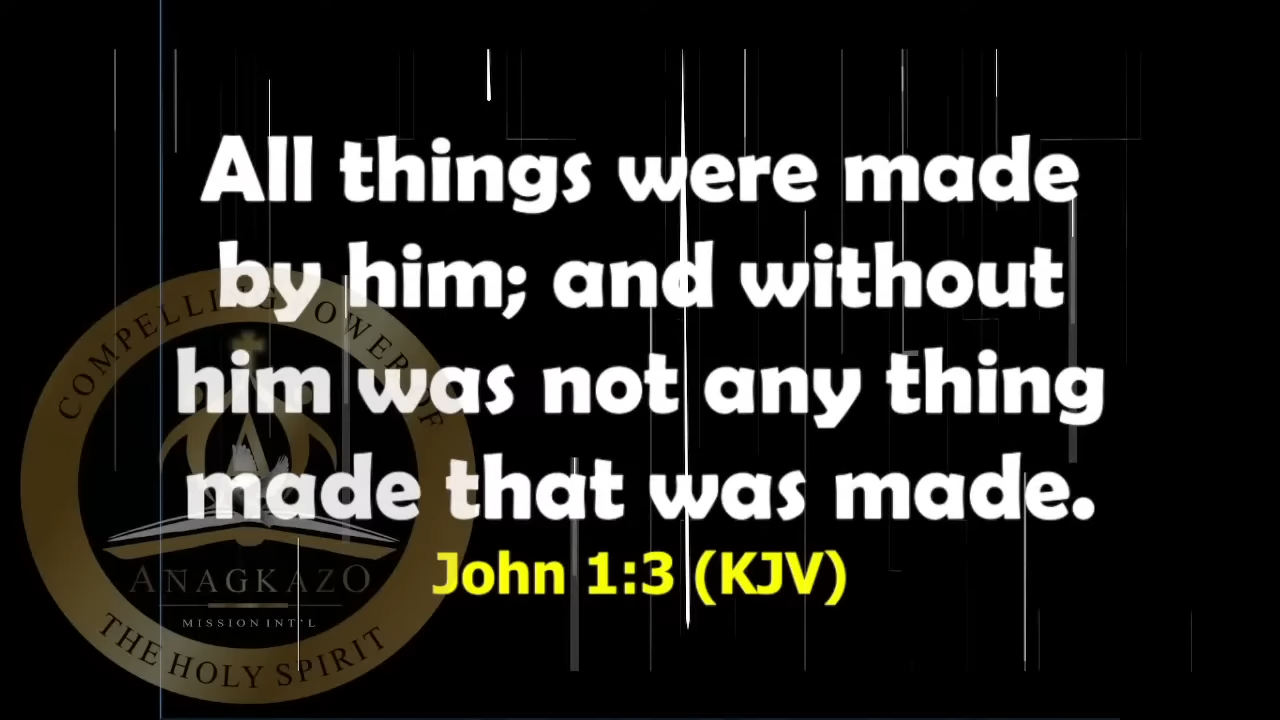 All things were made
by him; and without
him was not any thing
made that was made.
John 1:3 (KJV)
COMPELLING POWER OF
ANAGKAZO
MISSION INT'L
THE HOLY SPIRIT